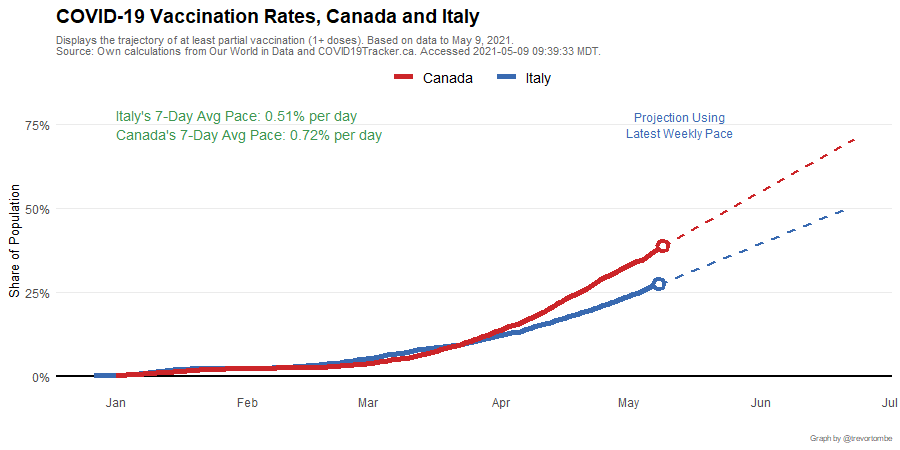 COVID-19 Vaccination Rates, Canada and Italy
Displays the trajectory of at least partial vaccination (1+ doses). Based on data to May 9, 2021.
Source: Own calculations from Our World in Data and COVID19Tracker.ca. Accessed 2021-05-09 09:39:33 MDT.
Canada Italy
Italy's 7-Day Avg Pace: 0.51% per day
Canada's 7-Day Avg Pace: 0.72% per day
Projection Using
Latest Weekly Pace
Share of Population
75%
50%
25%
0%
Jan Feb Mar Apr May Jun Jul
Graph by @trevortombe